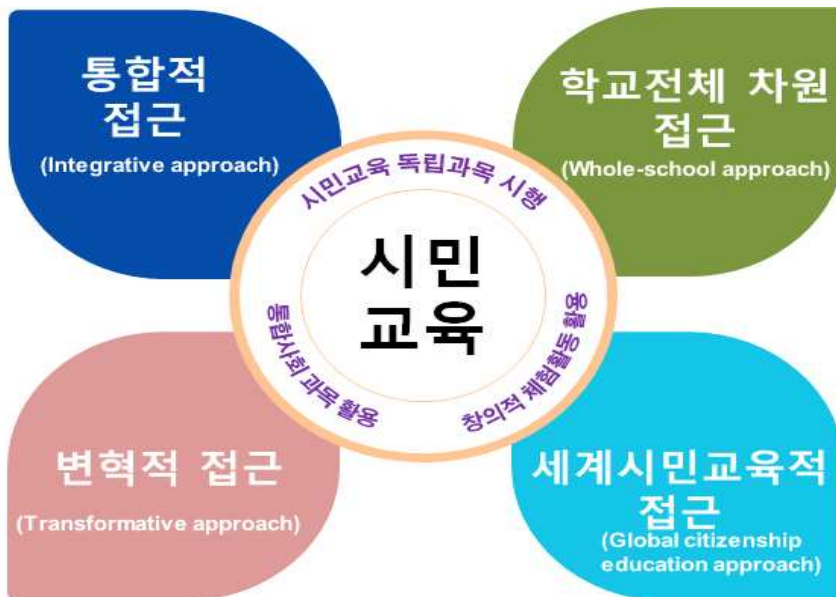 통합적
접근
(Integrative approach)
학교전체 차원
접근
(Whole-school approach)
시민교육 독립과목 시행
시민
교육
통합사회 과목 활용
창의적 체험활동 활용
변혁적 접근
(Transformative approach)
세계시민교육적
접근
(Global citizenship
education approach)